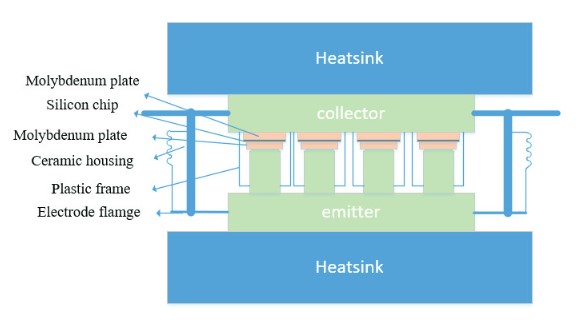 Heatsink
Molybdenum plate
Silicon chip
collector
Molybdenum plate
Ceramic housing
Plastic frame
Electrode flamge
emitter
Heatsink